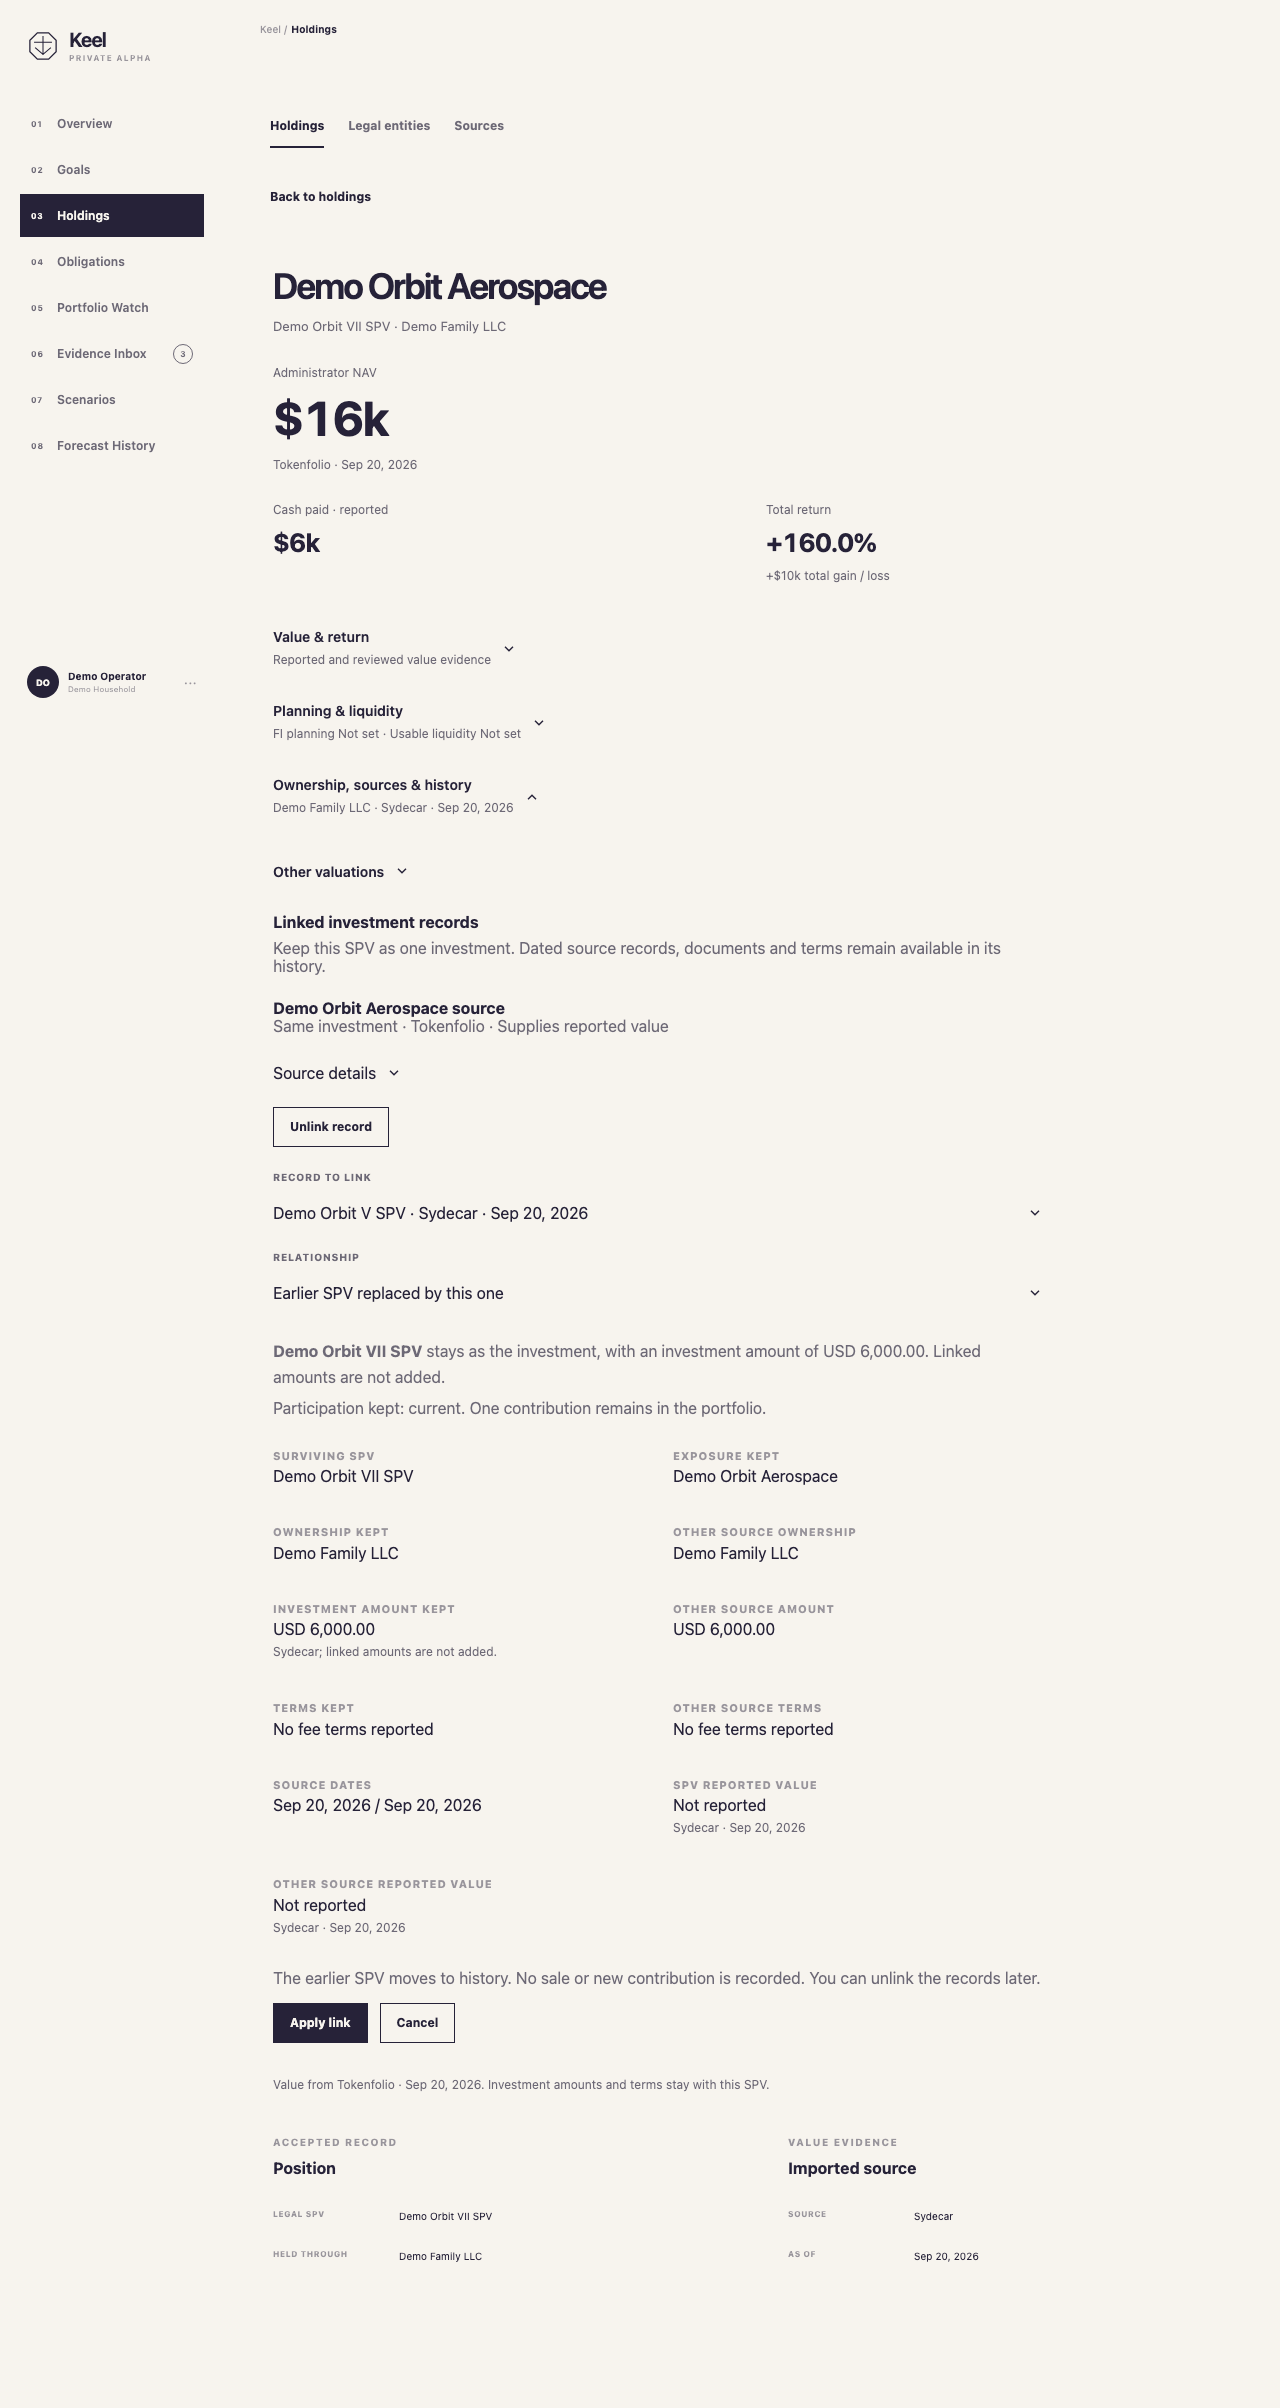 Keel
PRIVATE ALPHA
01 Overview
02 Goals
03 Holdings
04 Obligations
05 Portfolio Watch
06 Evidence Inbox 3
07 Scenarios
08 Forecast History
DO Demo Operator ...
Demo Household
Keel / Holdings
Holdings Legal entities Sources
Back to holdings
Demo Orbit Aerospace
Demo Orbit VII SPV · Demo Family LLC
Administrator NAV
$16k
Tokenfolio · Sep 20, 2026
Cash paid · reported
$6k
Total return
+160.0%
+$10k total gain / loss
Value & return
Reported and reviewed value evidence
Planning & liquidity
FI planning Not set · Usable liquidity Not set
Ownership, sources & history
Demo Family LLC · Sydecar · Sep 20, 2026
Other valuations
Linked investment records
Keep this SPV as one investment. Dated source records, documents and terms remain available in its
history.
Demo Orbit Aerospace source
Same investment · Tokenfolio · Supplies reported value
Source details
Unlink record
RECORD TO LINK
Demo Orbit V SPV · Sydecar · Sep 20, 2026
RELATIONSHIP
Earlier SPV replaced by this one
Demo Orbit VII SPV stays as the investment, with an investment amount of USD 6,000.00. Linked
amounts are not added.
Participation kept: current. One contribution remains in the portfolio.
SURVIVING SPV
Demo Orbit VII SPV
EXPOSURE KEPT
Demo Orbit Aerospace
OWNERSHIP KEPT
Demo Family LLC
OTHER SOURCE OWNERSHIP
Demo Family LLC
INVESTMENT AMOUNT KEPT
USD 6,000.00
Sydecar; linked amounts are not added.
OTHER SOURCE AMOUNT
USD 6,000.00
TERMS KEPT
No fee terms reported
OTHER SOURCE TERMS
No fee terms reported
SOURCE DATES
Sep 20, 2026 / Sep 20, 2026
SPV REPORTED VALUE
Not reported
Sydecar · Sep 20, 2026
OTHER SOURCE REPORTED VALUE
Not reported
Sydecar · Sep 20, 2026
The earlier SPV moves to history. No sale or new contribution is recorded. You can unlink the records later.
Apply link Cancel
Value from Tokenfolio · Sep 20, 2026. Investment amounts and terms stay with this SPV.
ACCEPTED RECORD
Position
LEGAL SPV Demo Orbit VII SPV
HELD THROUGH Demo Family LLC
VALUE EVIDENCE
Imported source
SOURCE Sydecar
AS OF Sep 20, 2026